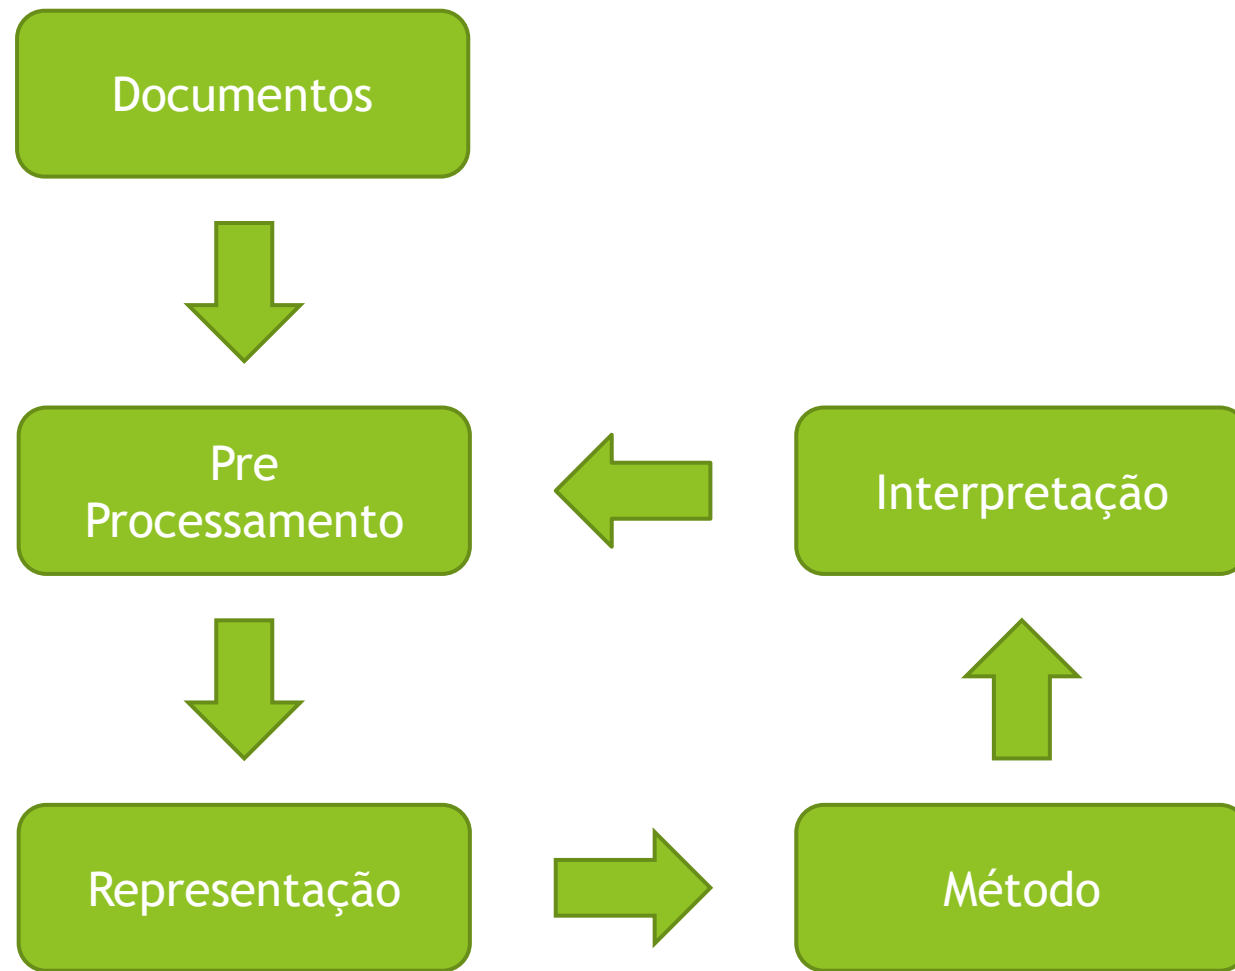 Documentos
Pre
Processamento
Interpretação
Representação
Método